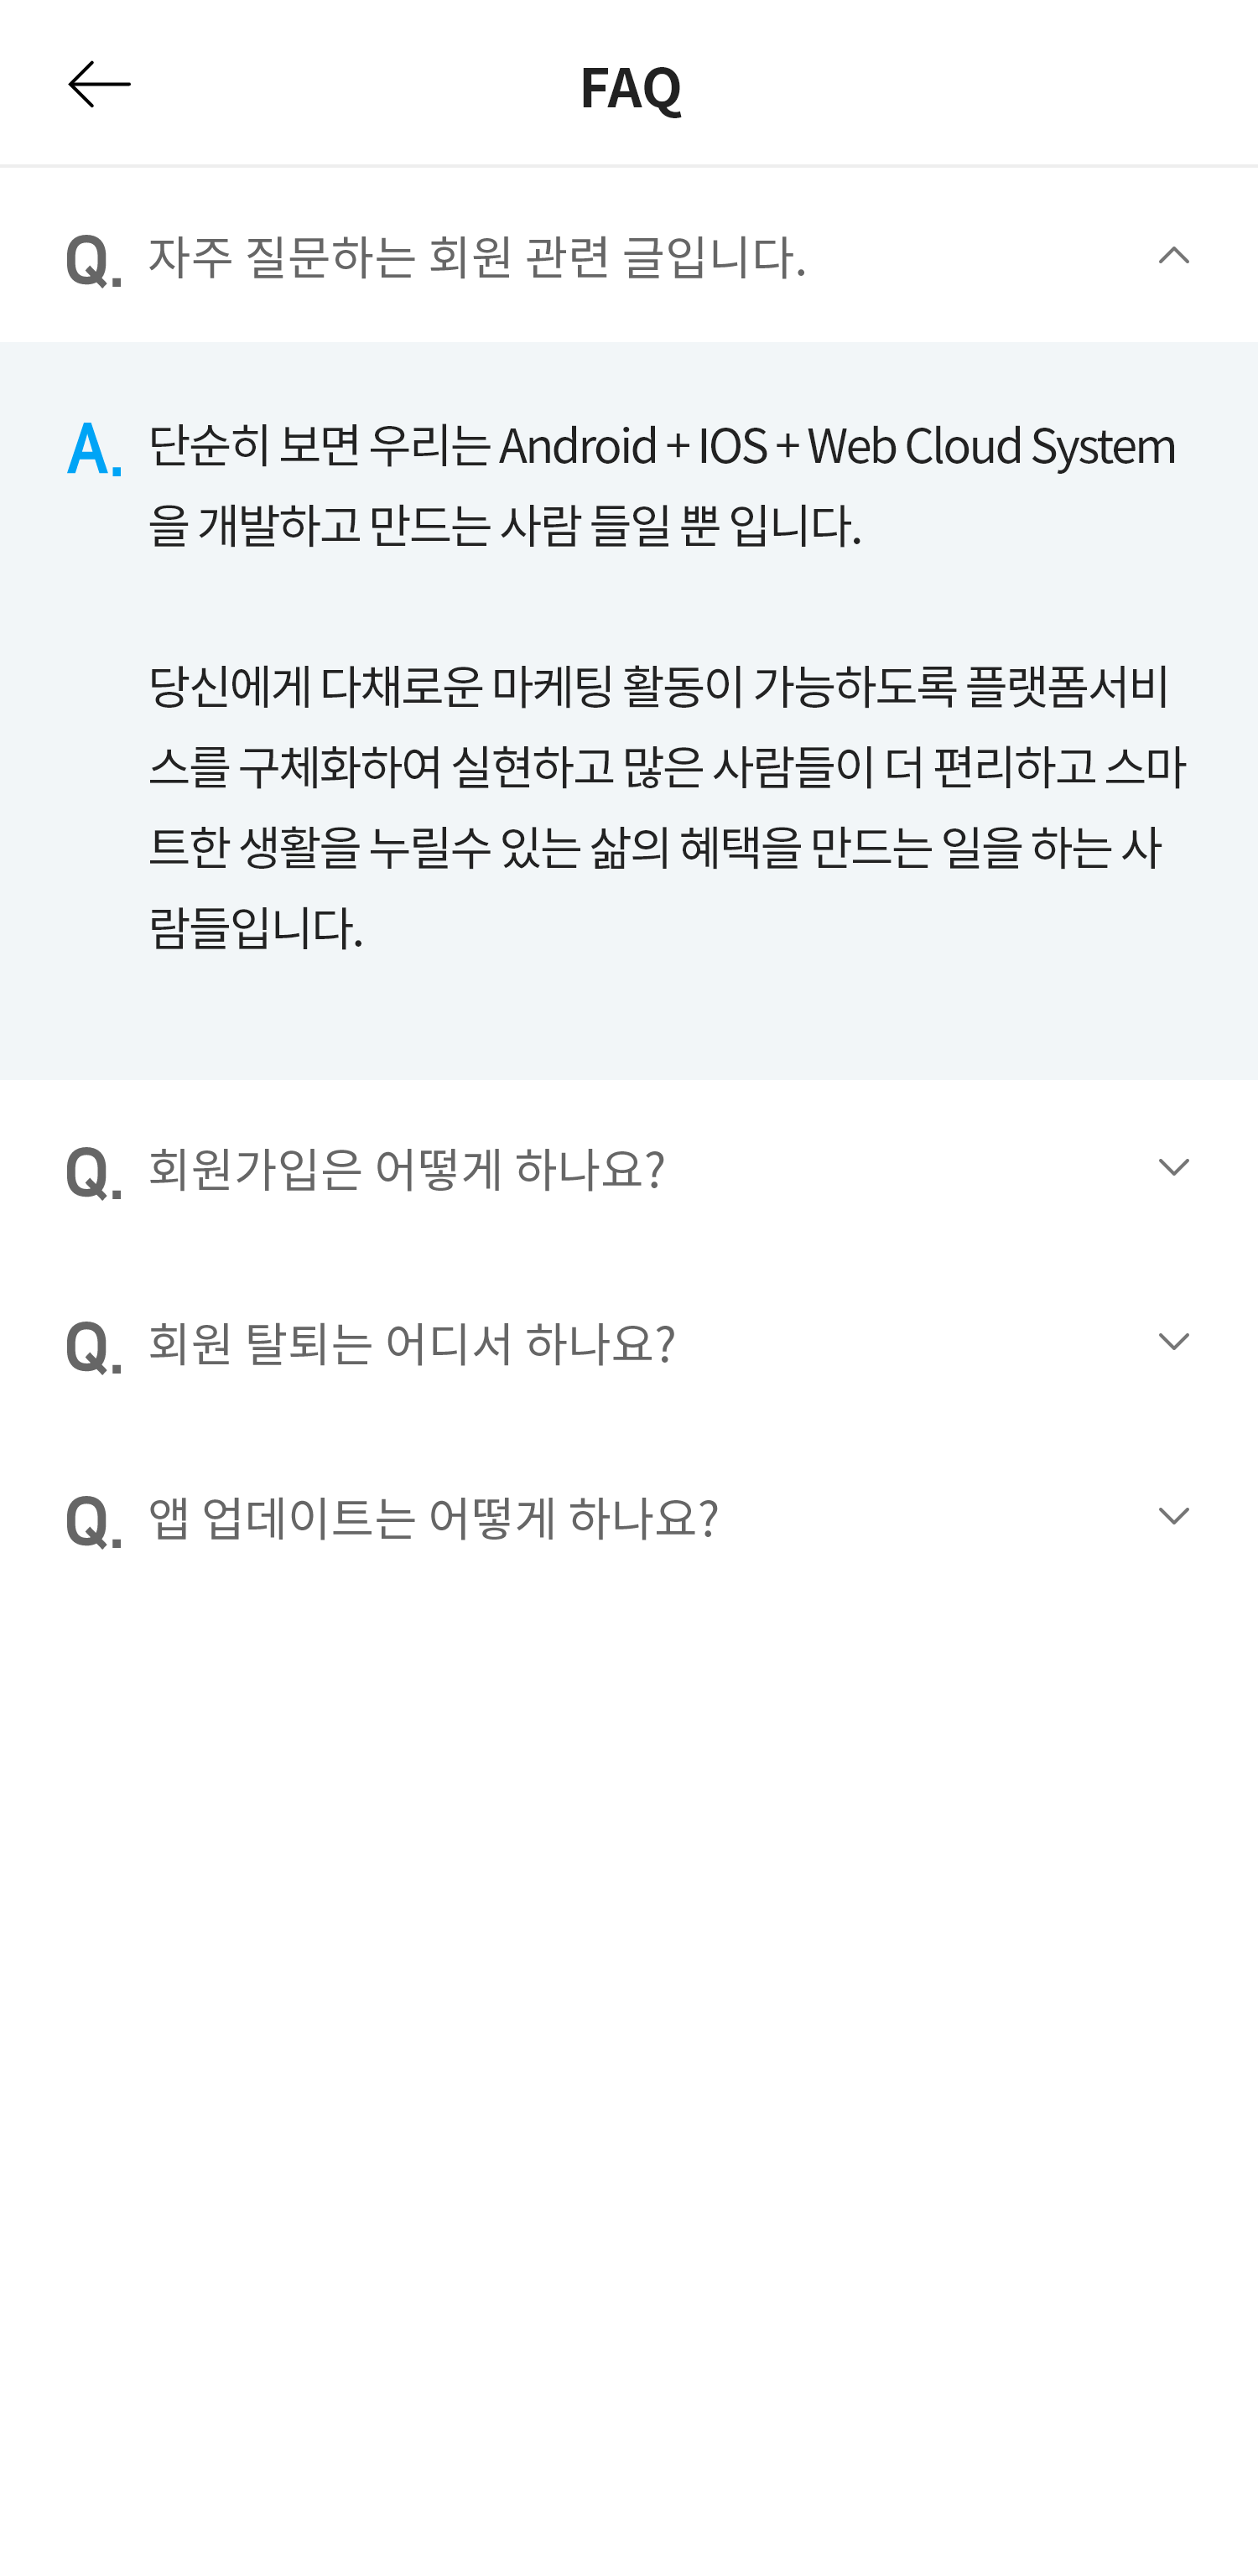 FAQ
Q. 자주 질문하는 회원 관련 글입니다.
A. 단순히 보면 우리는 Android + IOS + Web Cloud System
을 개발하고 만드는 사람 들일 뿐 입니다.
당신에게 다채로운 마케팅 활동이 가능하도록 플랫폼서비
스를 구체화하여 실현하고 많은 사람들이 더 편리하고 스마
트한 생활을 누릴수 있는 삶의 혜택을 만드는 일을 하는 사
람들입니다.
Q. 회원가입은 어떻게 하나요?
Q. 회원 탈퇴는 어디서 하나요?
Q. 앱 업데이트는 어떻게 하나요?